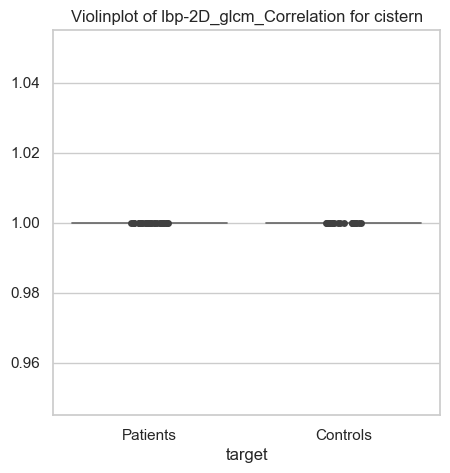 Violinplot of lbp-2D_glcm_Correlation for cistern
1.04
1.02
1.00
0.98
0.96
Patients
Controls
target